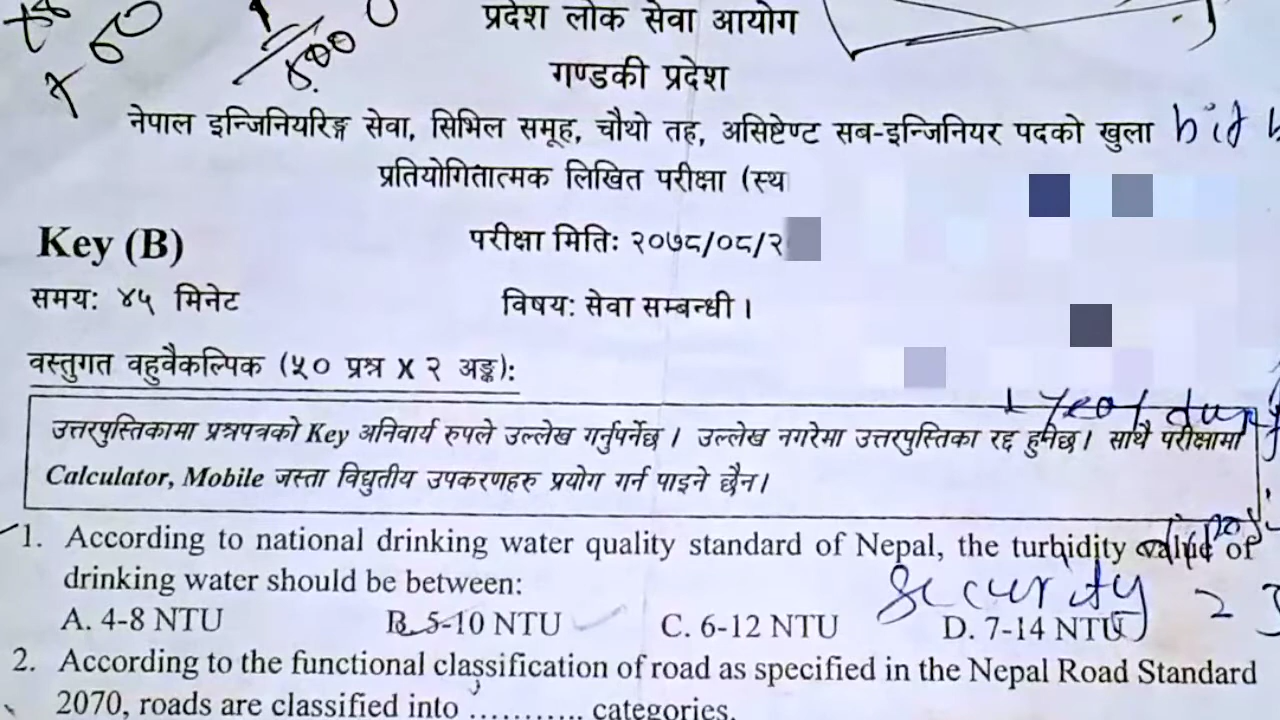 प्रदेश लोक सेवा आयोग
गण्डकी प्रदेश
नेपाल इन्जिनियरिङ्ग सेवा, सिभिल समूह, चौथो तह, असिष्टेण्ट सब-इन्जिनियर पदको खुला
प्रतियोगितात्मक लिखित परीक्षा (स्थ
Key (B)
परीक्षा मितिः २०७८/०८/२
समय: ४५ मिनेट
विषय: सेवा सम्बन्धी ।
वस्तुगत वहुवैकल्पिक (५० प्रश्न X २ अङ्क):
उत्तरपुस्तिकामा प्रश्नपत्रको Key अनिवार्य रुपले उल्लेख गर्नुपर्नेछ । उल्लेख नगरेमा उत्तरपुस्तिका रद्द हुनेछ। साथै परीक्षामा
Calculator, Mobile जस्ता विद्युतीय उपकरणहरु प्रयोग गर्न पाइने छैन।
1. According to national drinking water quality standard of Nepal, the turbidity value of
drinking water should be between:
Security
A. 4-8 NTU B. 5-10 NTU C. 6-12 NTU D. 7-14 NTU
2. According to the functional classification of road as specified in the Nepal Road Standard
2070, roads are classified into ........... categories.